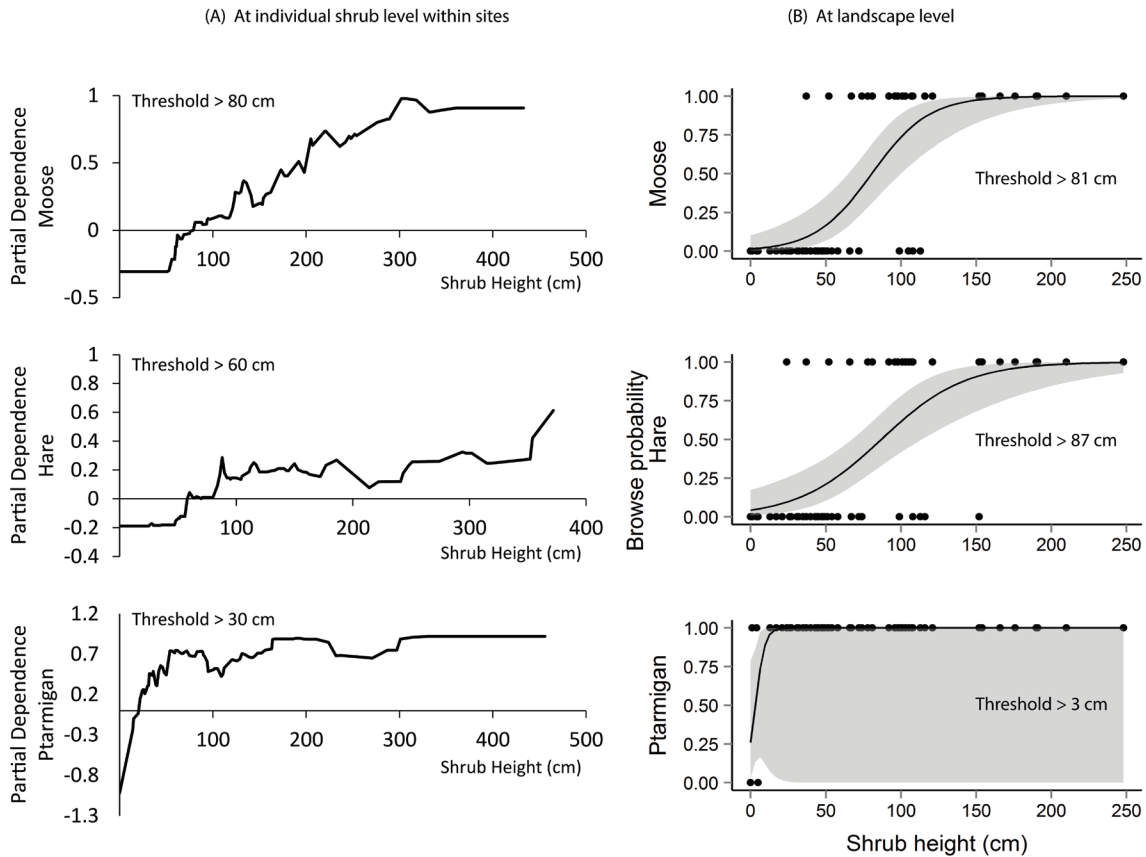 (A) At individual shrub level within sites
(B) At landscape level
Partial Dependence
Moose
Threshold > 80 cm
1
0.5
0
-0.5
100 200 300 400 500
Shrub Height (cm)
Moose
1.00
0.75
0.50
0.25
0.00
Threshold > 81 cm
0 50 100 150 200 250
Partial Dependence
Hare
Threshold > 60 cm
1
0.8
0.6
0.4
0.2
0
-0.2
-0.4
100 200 300 400
Shrub Height (cm)
Browse probability
Hare
1.00
0.75
0.50
0.25
0.00
Threshold > 87 cm
0 50 100 150 200 250
Partial Dependence
Ptarmigan
Threshold > 30 cm
1.2
0.7
0.2
-0.3
-0.8
-1.3
100 200 300 400 500
Shrub Height (cm)
Ptarmigan
1.00
0.75
0.50
0.25
0.00
Threshold > 3 cm
0 50 100 150 200 250
Shrub height (cm)